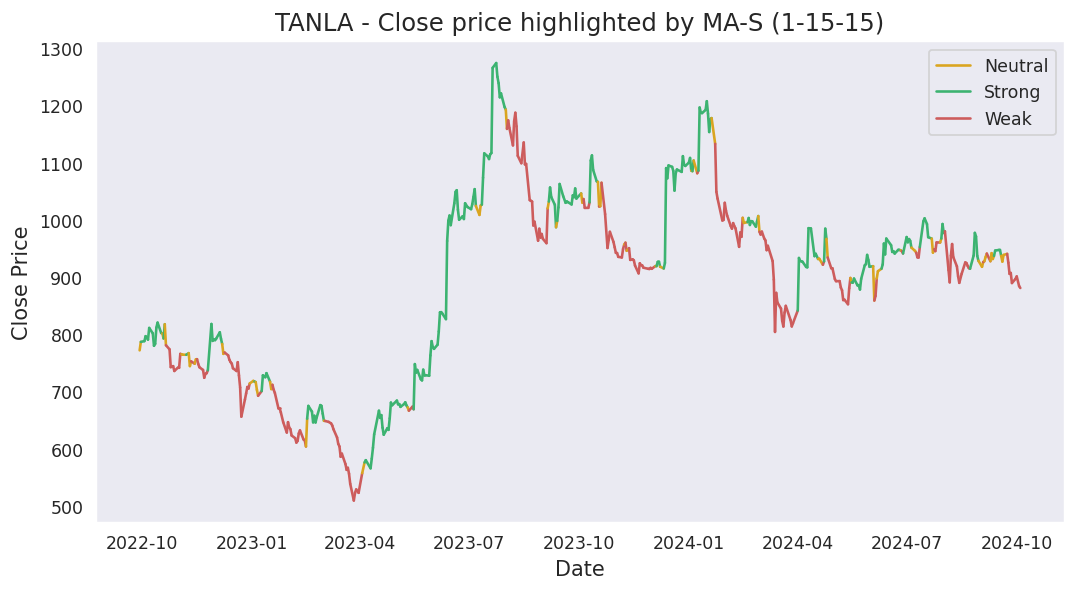 TANLA - Close price highlighted by MA-S (1-15-15)
Neutral
Strong
Weak
Close Price
1300
1200
1100
1000
900
800
700
600
500
2022-10 2023-01 2023-04 2023-07 2023-10 2024-01 2024-04 2024-07 2024-10
Date